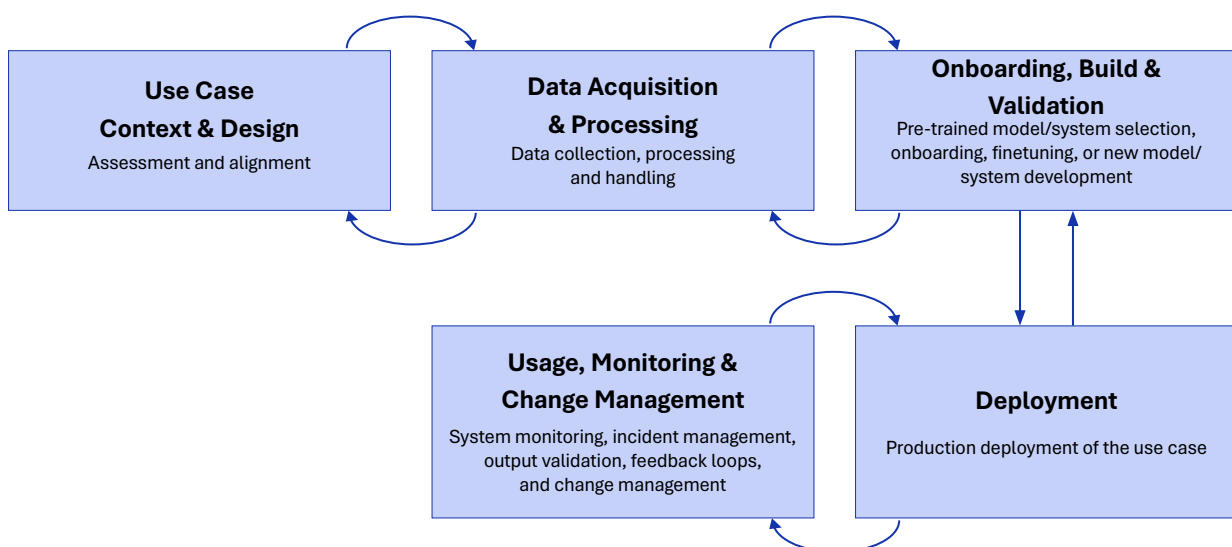 Use Case
Context & Design
Assessment and alignment
Data Acquisition
& Processing
Data collection, processing
and handling
Onboarding, Build &
Validation
Pre-trained model/system selection,
onboarding, finetuning, or new model/
system development
Usage, Monitoring &
Change Management
System monitoring, incident management,
output validation, feedback loops,
and change management
Deployment
Production deployment of the use case